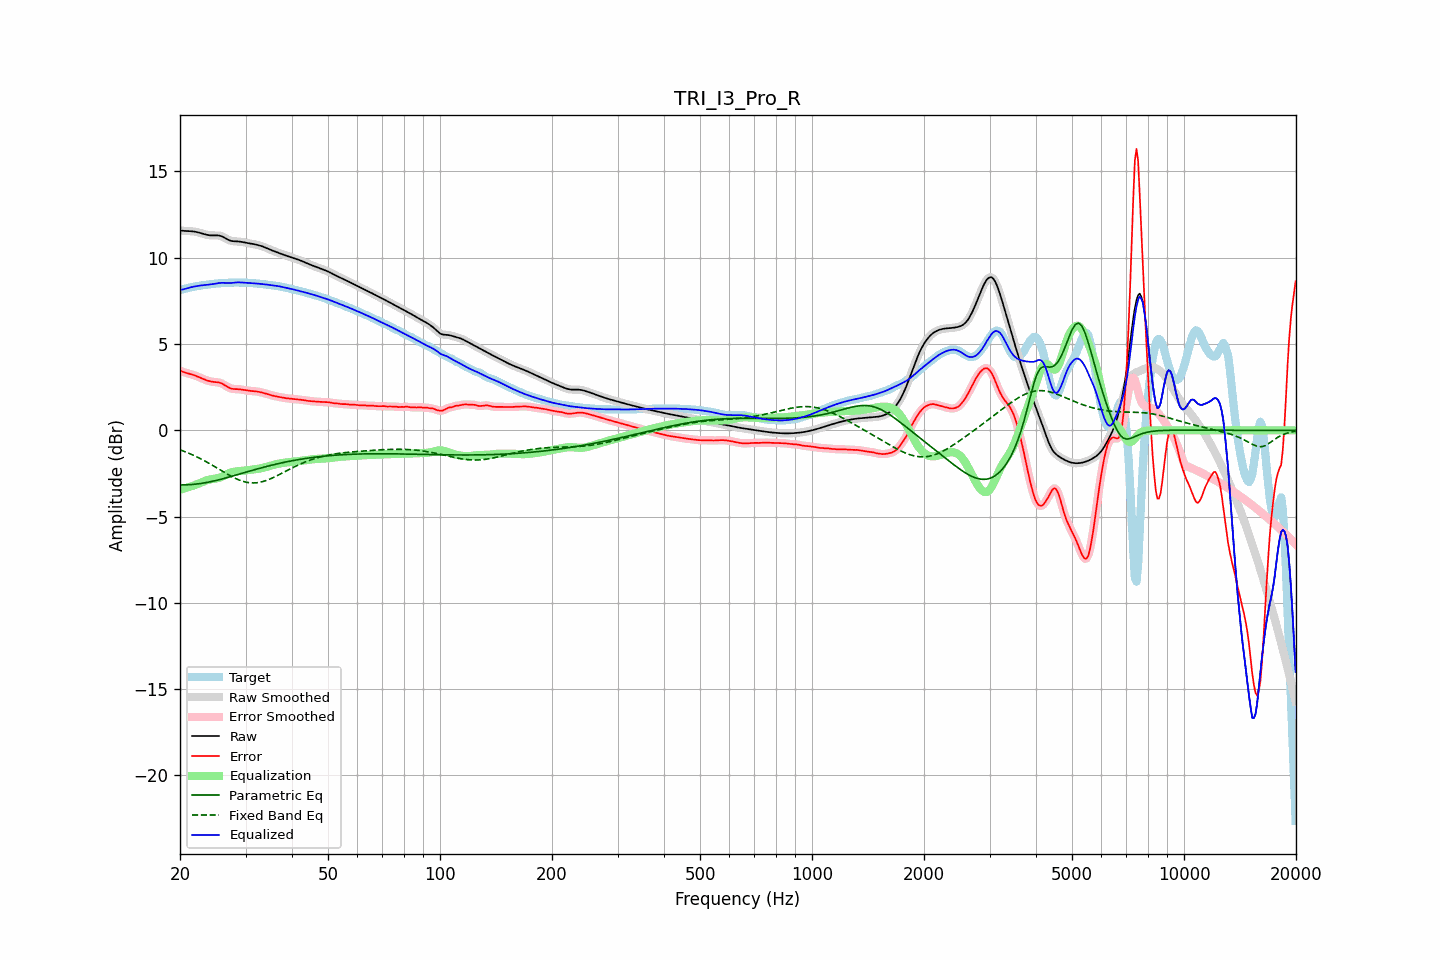 TRI_I3_Pro_R
Amplitude (dBr)
15
10
5
0
−5
−10
−15
−20
Target
Raw Smoothed
Error Smoothed
Raw
Error
Equalization
Parametric Eq
Fixed Band Eq
Equalized
20 50 100 200 500 1000 2000 5000 10000 20000
Frequency (Hz)